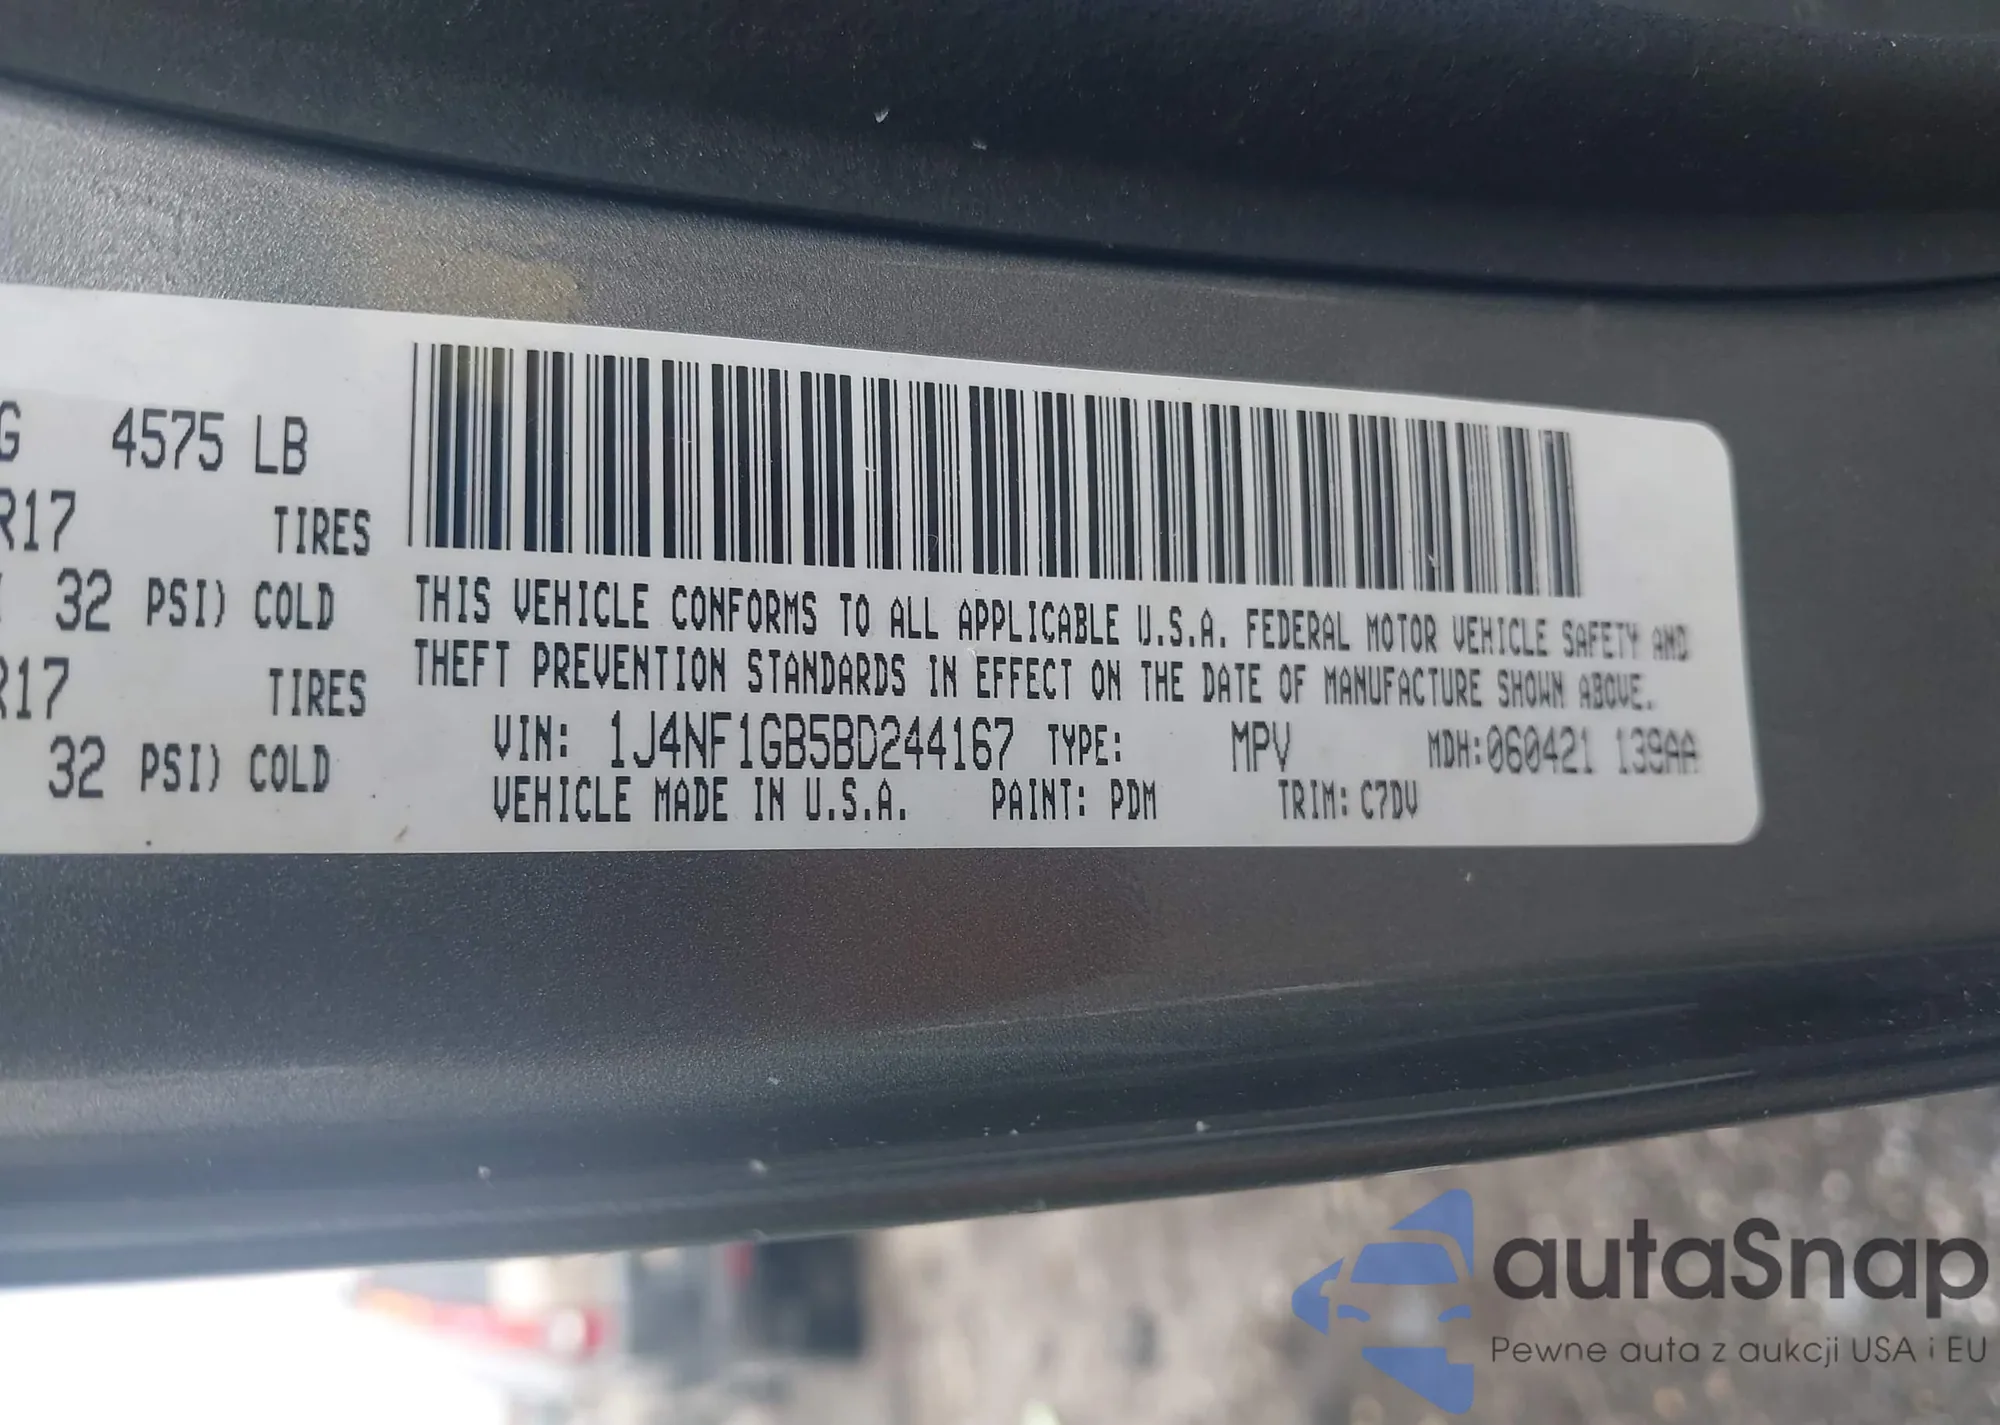 G 4575 LB
R17 TIRES
32 PSI) COLD
R17 TIRES
32 PSI) COLD
THIS VEHICLE CONFORMS TO ALL APPLICABLE U.S.A. FEDERAL MOTOR VEHICLE SAFETY AND
THEFT PREVENTION STANDARDS IN EFFECT ON THE DATE OF MANUFACTURE SHOWN ABOVE.
VIN: 1J4NF1GB5BD244167 TYPE: MPV MDH:060421 139AA
VEHICLE MADE IN U.S.A. PAINT: PDM TRIM: C7DV
autaSnap
Pewne auta z aukcji USA i EU